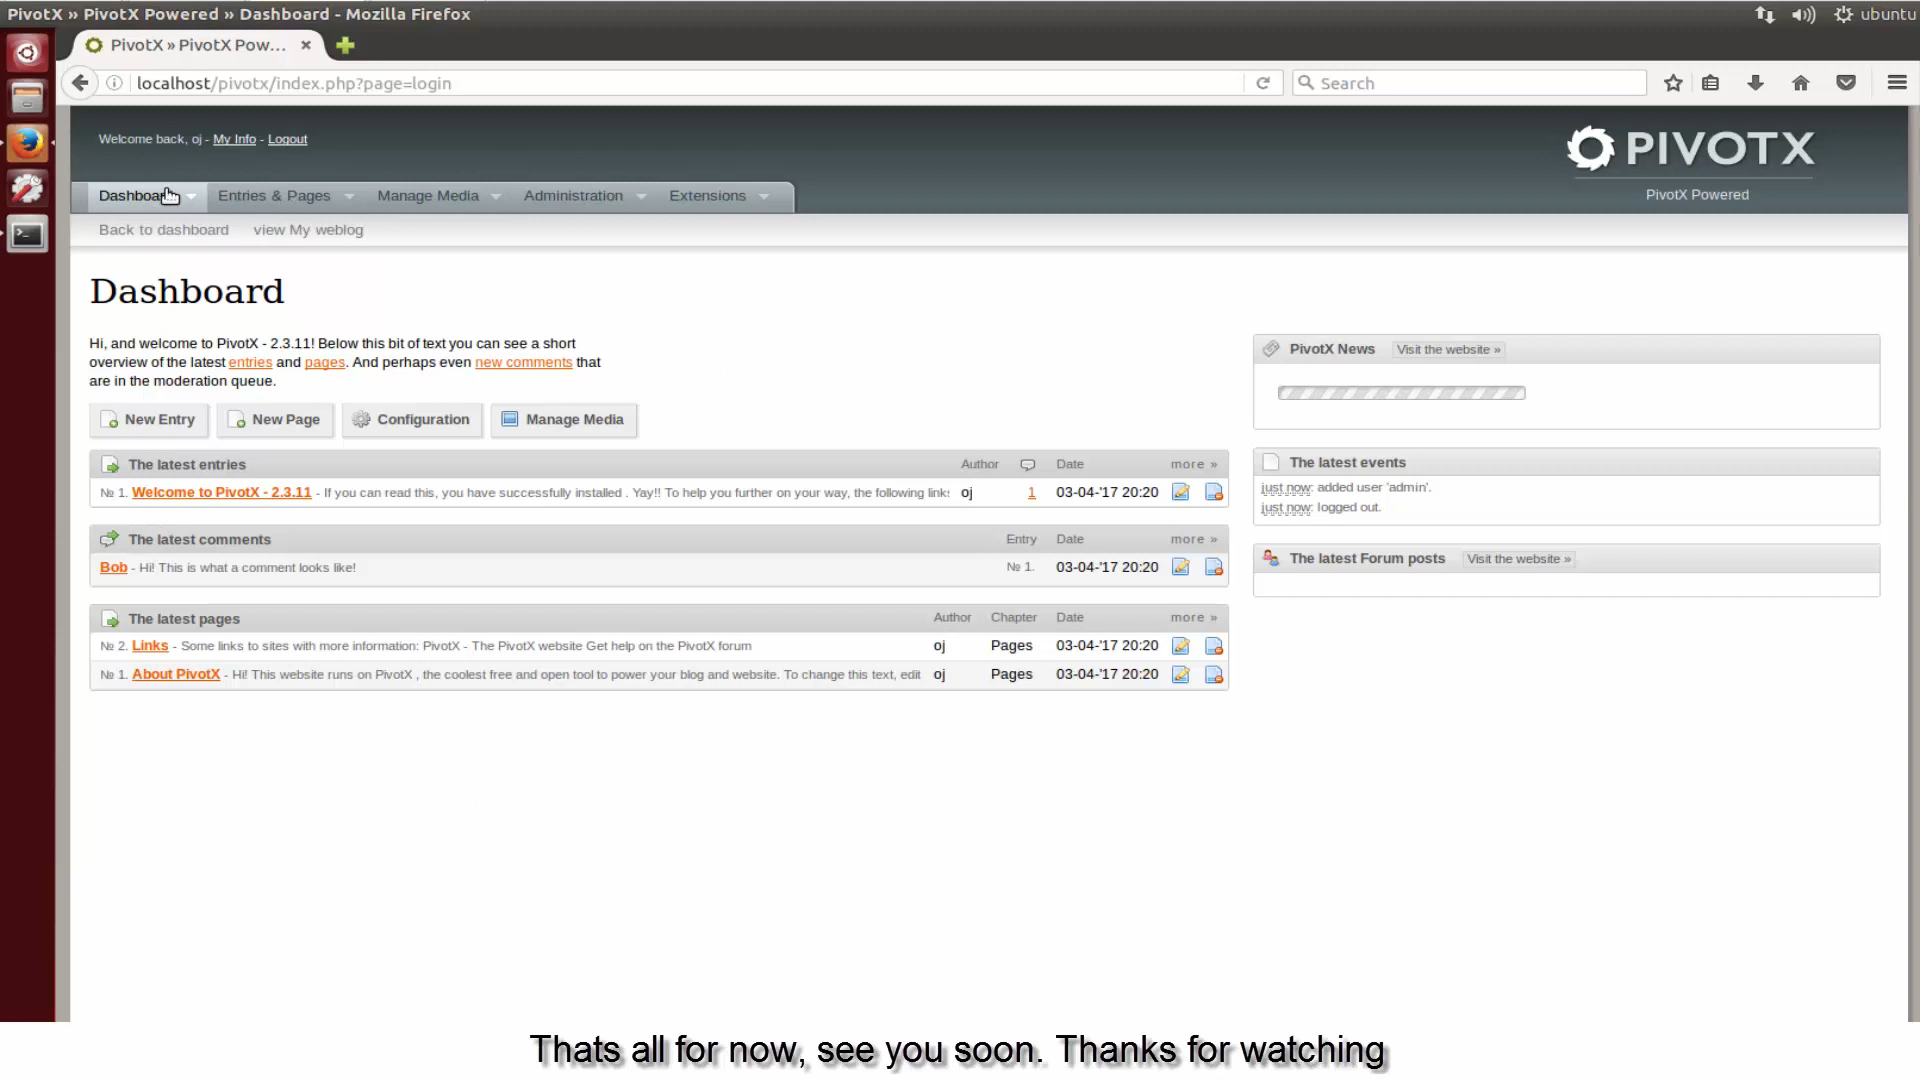 PivotX » PivotX Powered » Dashboard - Mozilla Firefox
ubuntu
PivotX » PivotX Pow...
localhost/pivotx/index.php?page=login
Search
Welcome back, oj - My Info - Logout
PIVOTX
PivotX Powered
Dashboard Entries & Pages Manage Media Administration Extensions
Back to dashboard view My weblog
Dashboard
Hi, and welcome to PivotX - 2.3.11! Below this bit of text you can see a short
overview of the latest entries and pages. And perhaps even new comments that
are in the moderation queue.
New Entry New Page Configuration Manage Media
The latest entries Author Date more »
№ 1. Welcome to PivotX - 2.3.11 - If you can read this, you have successfully installed . Yay!! To help you further on your way, the following links oj 1 03-04-'17 20:20
The latest comments Entry Date more »
Bob - Hi! This is what a comment looks like! № 1. 03-04-'17 20:20
The latest pages Author Chapter Date more »
№ 2. Links - Some links to sites with more information: PivotX - The PivotX website Get help on the PivotX forum oj Pages 03-04-'17 20:20
№ 1. About PivotX - Hi! This website runs on PivotX , the coolest free and open tool to power your blog and website. To change this text, edit oj Pages 03-04-'17 20:20
PivotX News Visit the website »
The latest events
just now: added user 'admin'.
just now: logged out.
The latest Forum posts Visit the website »
Thats all for now, see you soon. Thanks for watching